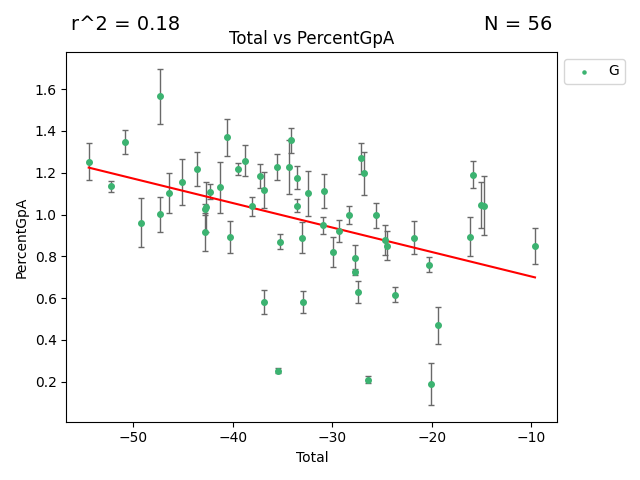 r^2 = 0.18
N = 56
Total vs PercentGpA
G
PercentGpA
1.6
1.4
1.2
1.0
0.8
0.6
0.4
0.2
−50
−40
−30
−20
−10
Total